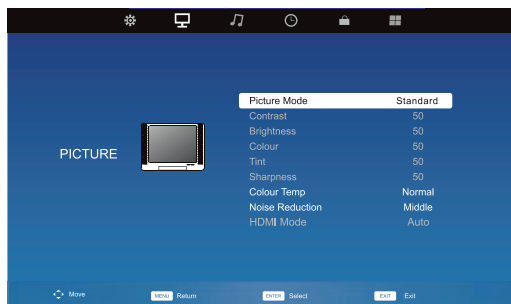 PICTURE
Picture Mode Standard
Contrast 50
Brightness 50
Colour 50
Tint 50
Sharpness 50
Colour Temp Normal
Noise Reduction Middle
HDMI Mode Auto
Move MENU Return ENTER Select EXIT Exit